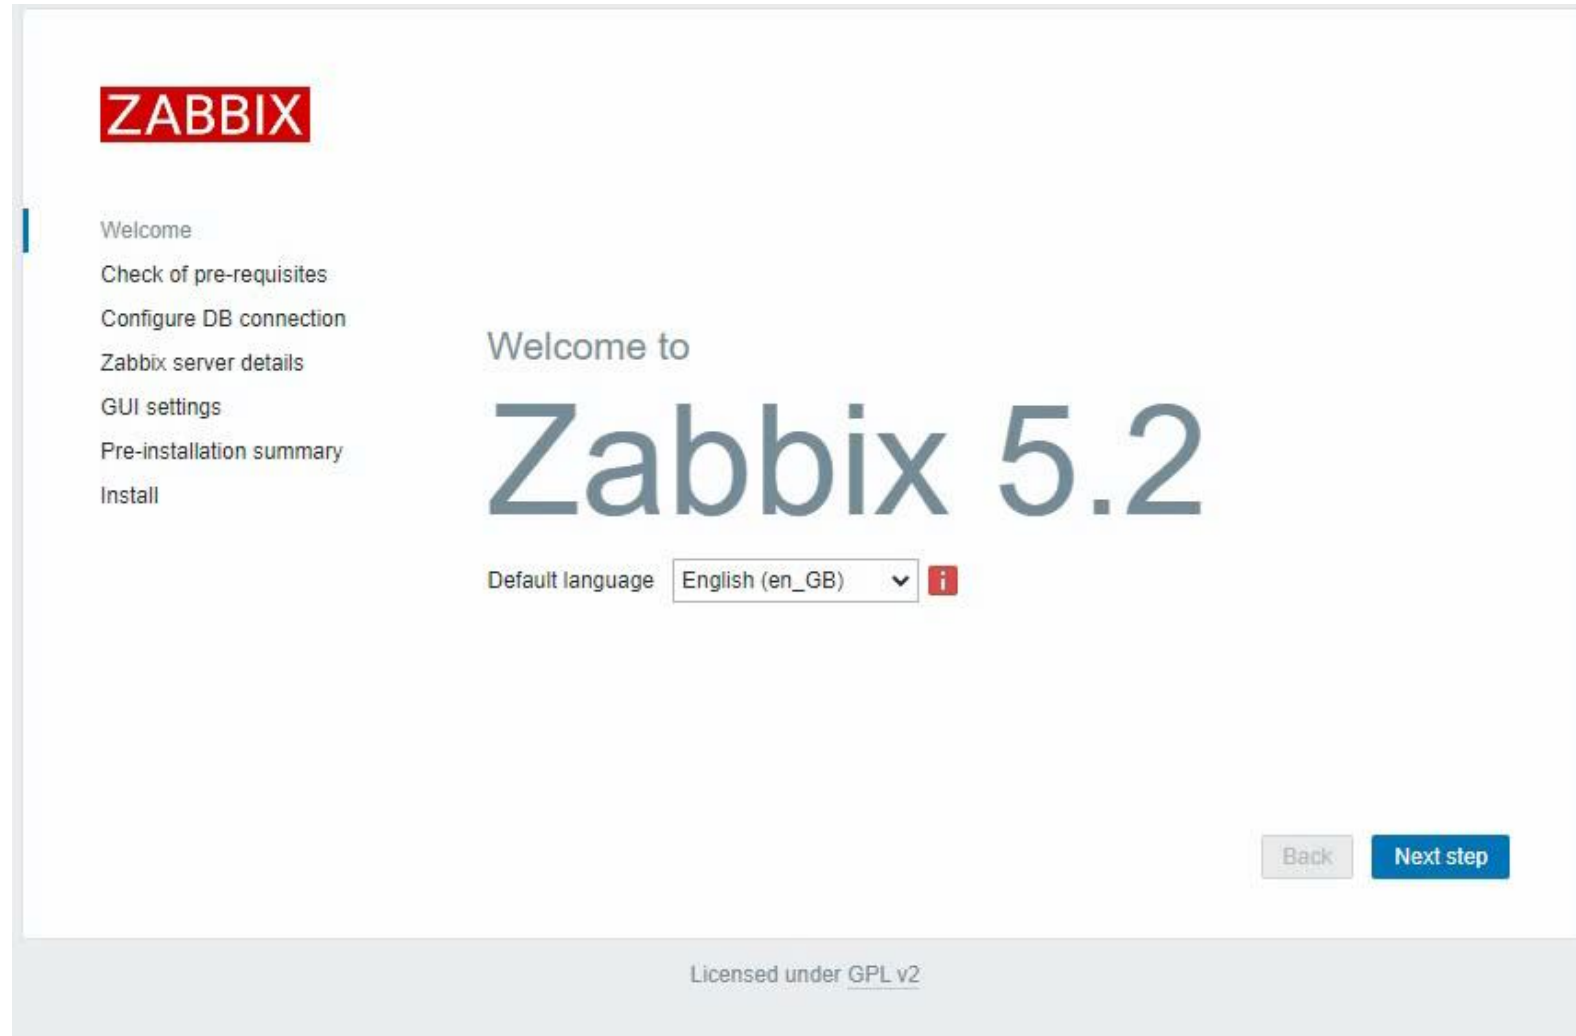 ZABBIX
Welcome
Check of pre-requisites
Configure DB connection
Zabbix server details
GUI settings
Pre-installation summary
Install
Welcome to
Zabbix 5.2
Default language English (en_GB) i
Back Next step
Licensed under GPL v2